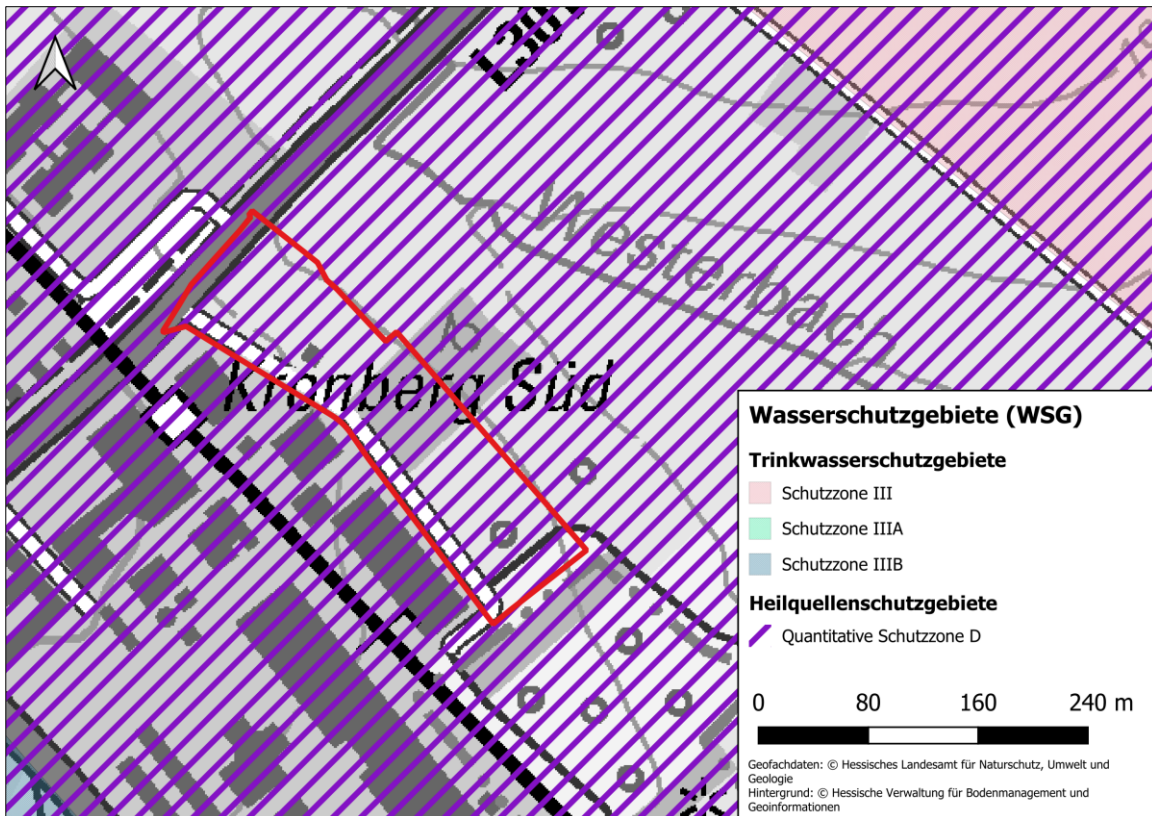 Westerbach
Kronberg Süd
Wasserschutzgebiete (WSG)
Trinkwasserschutzgebiete
Schutzzone III
Schutzzone IIIA
Schutzzone IIIB
Heilquellenschutzgebiete
Quantitative Schutzzone D
0 80 160 240 m
Geofachdaten: © Hessisches Landesamt für Naturschutz, Umwelt und
Geologie
Hintergrund: © Hessische Verwaltung für Bodenmanagement und
Geoinformationen